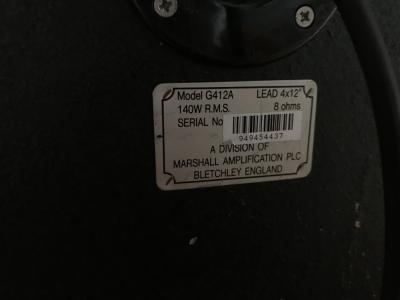 Model G412A LEAD 4x12"
140W R.M.S. 8 ohms
SERIAL No
949454437
A DIVISION OF
MARSHALL AMPLIFICATION PLC
BLETCHLEY ENGLAND